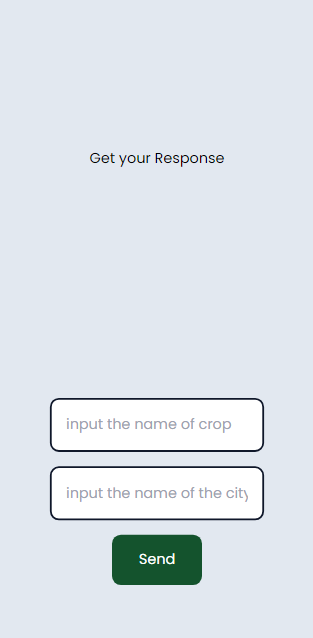 Get your Response
input the name of crop
input the name of the city
Send